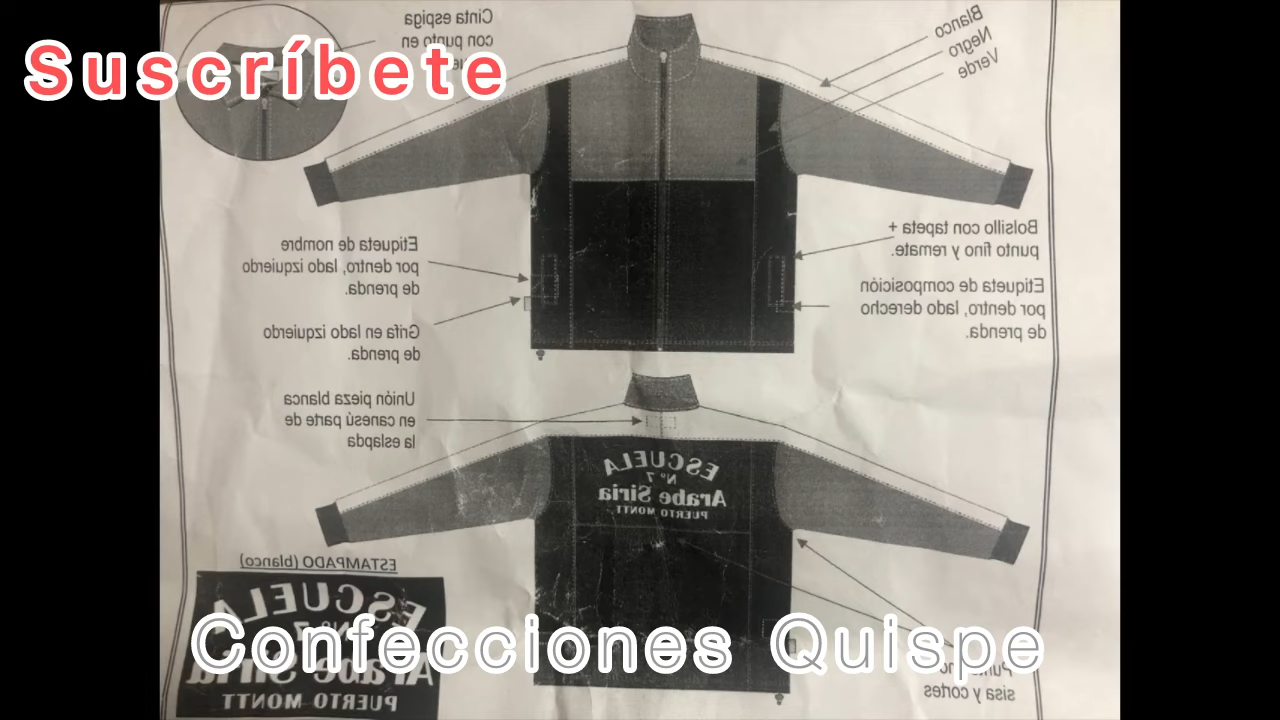 Suscríbete
Cinta espiga
con punto en
Blanco
Negro
Verde
Etiqueta de nombre
por dentro, lado izquierdo
de prenda.
Grifa en lado izquierdo
de prenda.
Bolsillo con tapeta +
punto fino y remate.
Etiqueta de composición
por dentro, lado derecho
de prenda.
Unión pieza blanca
en canesú parte de
la eslapda
ESCUELA
N° 7
Arabe Siria
PUERTO MONTT
ESTAMPADO (blanco)
ESCUELA
N° 7
Arabe Siria
PUERTO MONTT
sisa y cortes
Confecciones Quispe